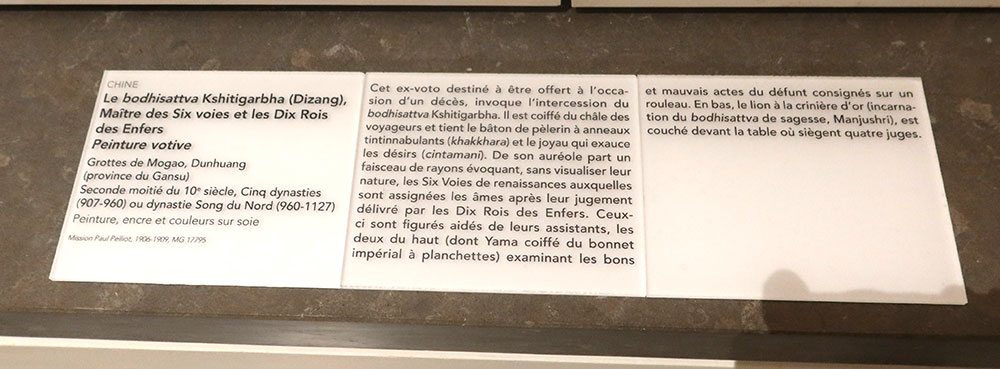 CHINE
Le bodhisattva Kshitigarbha (Dizang),
Maître des Six voies et les Dix Rois
des Enfers
Peinture votive
Grottes de Mogao, Dunhuang
(province du Gansu)
Seconde moitié du 10e siècle, Cinq dynasties
(907-960) ou dynastie Song du Nord (960-1127)
Peinture, encre et couleurs sur soie
Mission Paul Pelliot, 1906-1909, MG 17795
Cet ex-voto destiné à être offert à l'occa-
sion d'un décès, invoque l'intercession du
bodhisattva Kshitigarbha. Il est coiffé du châle des
voyageurs et tient le bâton de pèlerin à anneaux
tintinnabulants (khakkhara) et le joyau qui exauce
les désirs (cintamani). De son auréole part un
faisceau de rayons évoquant, sans visualiser leur
nature, les Six Voies de renaissances auxquelles
sont assignées les âmes après leur jugement
délivré par les Dix Rois des Enfers. Ceux-
ci sont figurés aidés de leurs assistants, les
deux du haut (dont Yama coiffé du bonnet
impérial à planchettes) examinant les bons
et mauvais actes du défunt consignés sur un
rouleau. En bas, le lion à la crinière d'or (incarna-
tion du bodhisattva de sagesse, Manjushri), est
couché devant la table où siègent quatre juges.